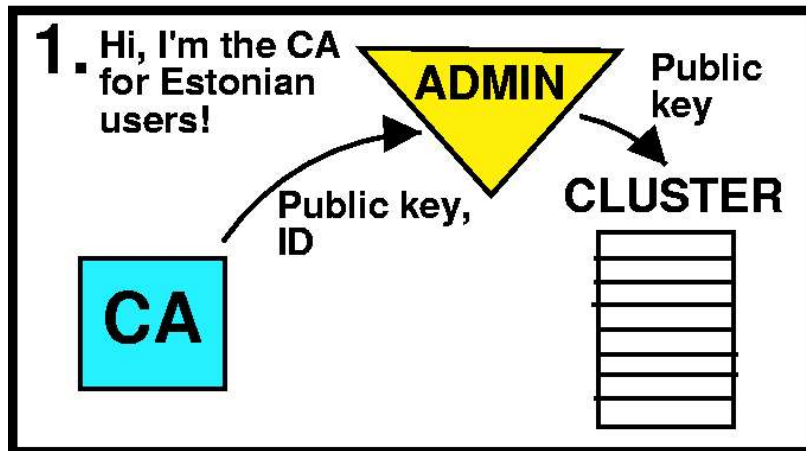 1. Hi, I'm the CA
for Estonian
users!
ADMIN
Public
key
Public key,
ID
CLUSTER
CA